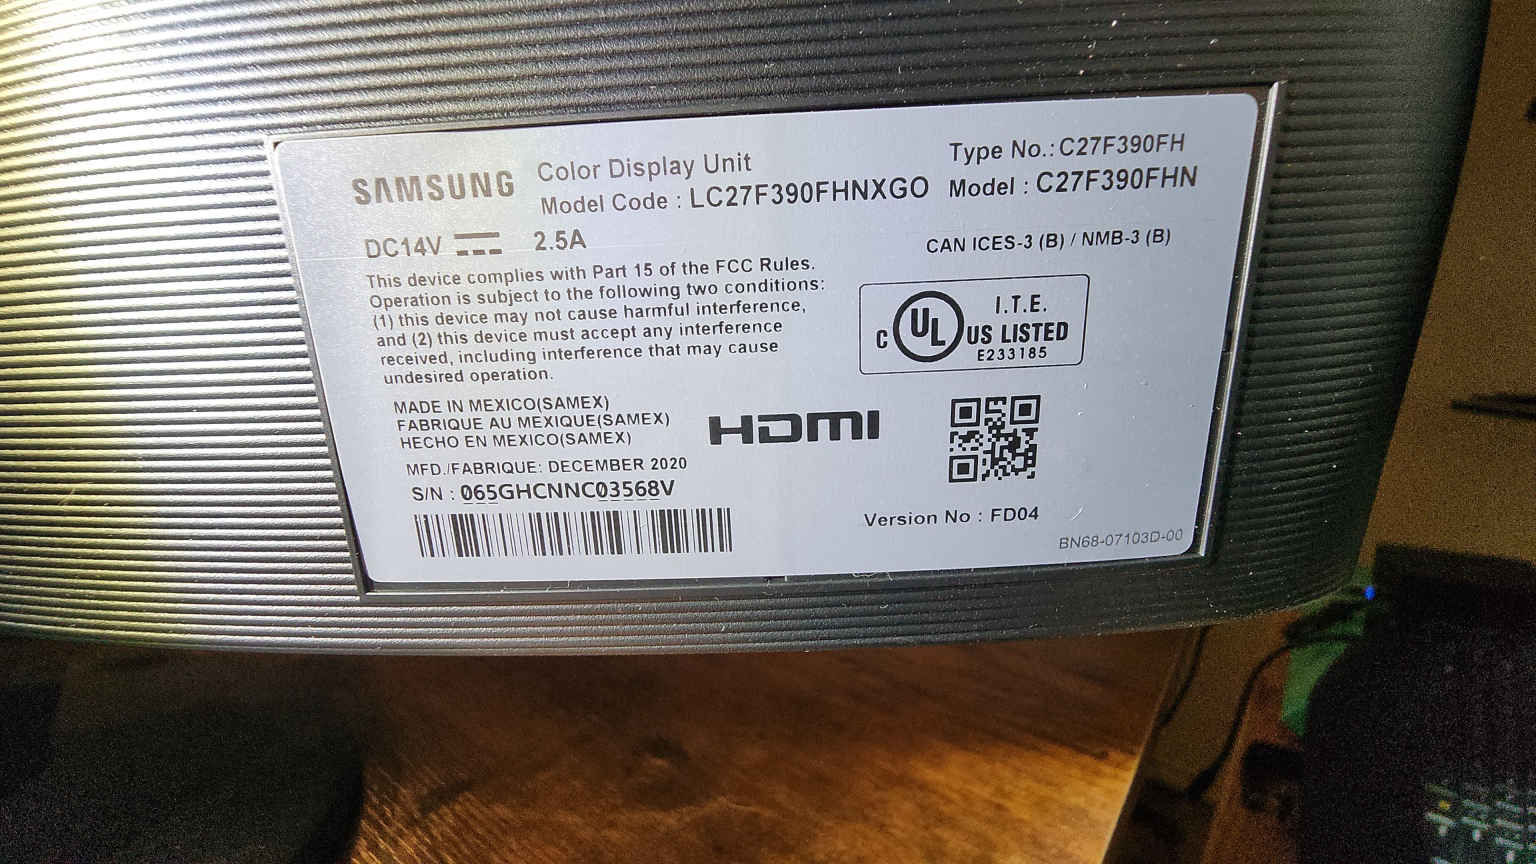 SAMSUNG
Color Display Unit
Model Code : LC27F390FHNXGO
Type No.: C27F390FH
Model : C27F390FHN
DC14V 2.5A
CAN ICES-3 (B) / NMB-3 (B)
This device complies with Part 15 of the FCC Rules.
Operation is subject to the following two conditions:
(1) this device may not cause harmful interference,
and (2) this device must accept any interference
received, including interference that may cause
undesired operation.
C UL US LISTED
I.T.E.
E233185
MADE IN MEXICO(SAMEX)
FABRIQUE AU MEXIQUE(SAMEX)
HECHO EN MEXICO(SAMEX)
HDMI
MFD./FABRIQUE: DECEMBER 2020
S/N : 065GHCNNC03568V
Version No : FD04
BN68-07103D-00